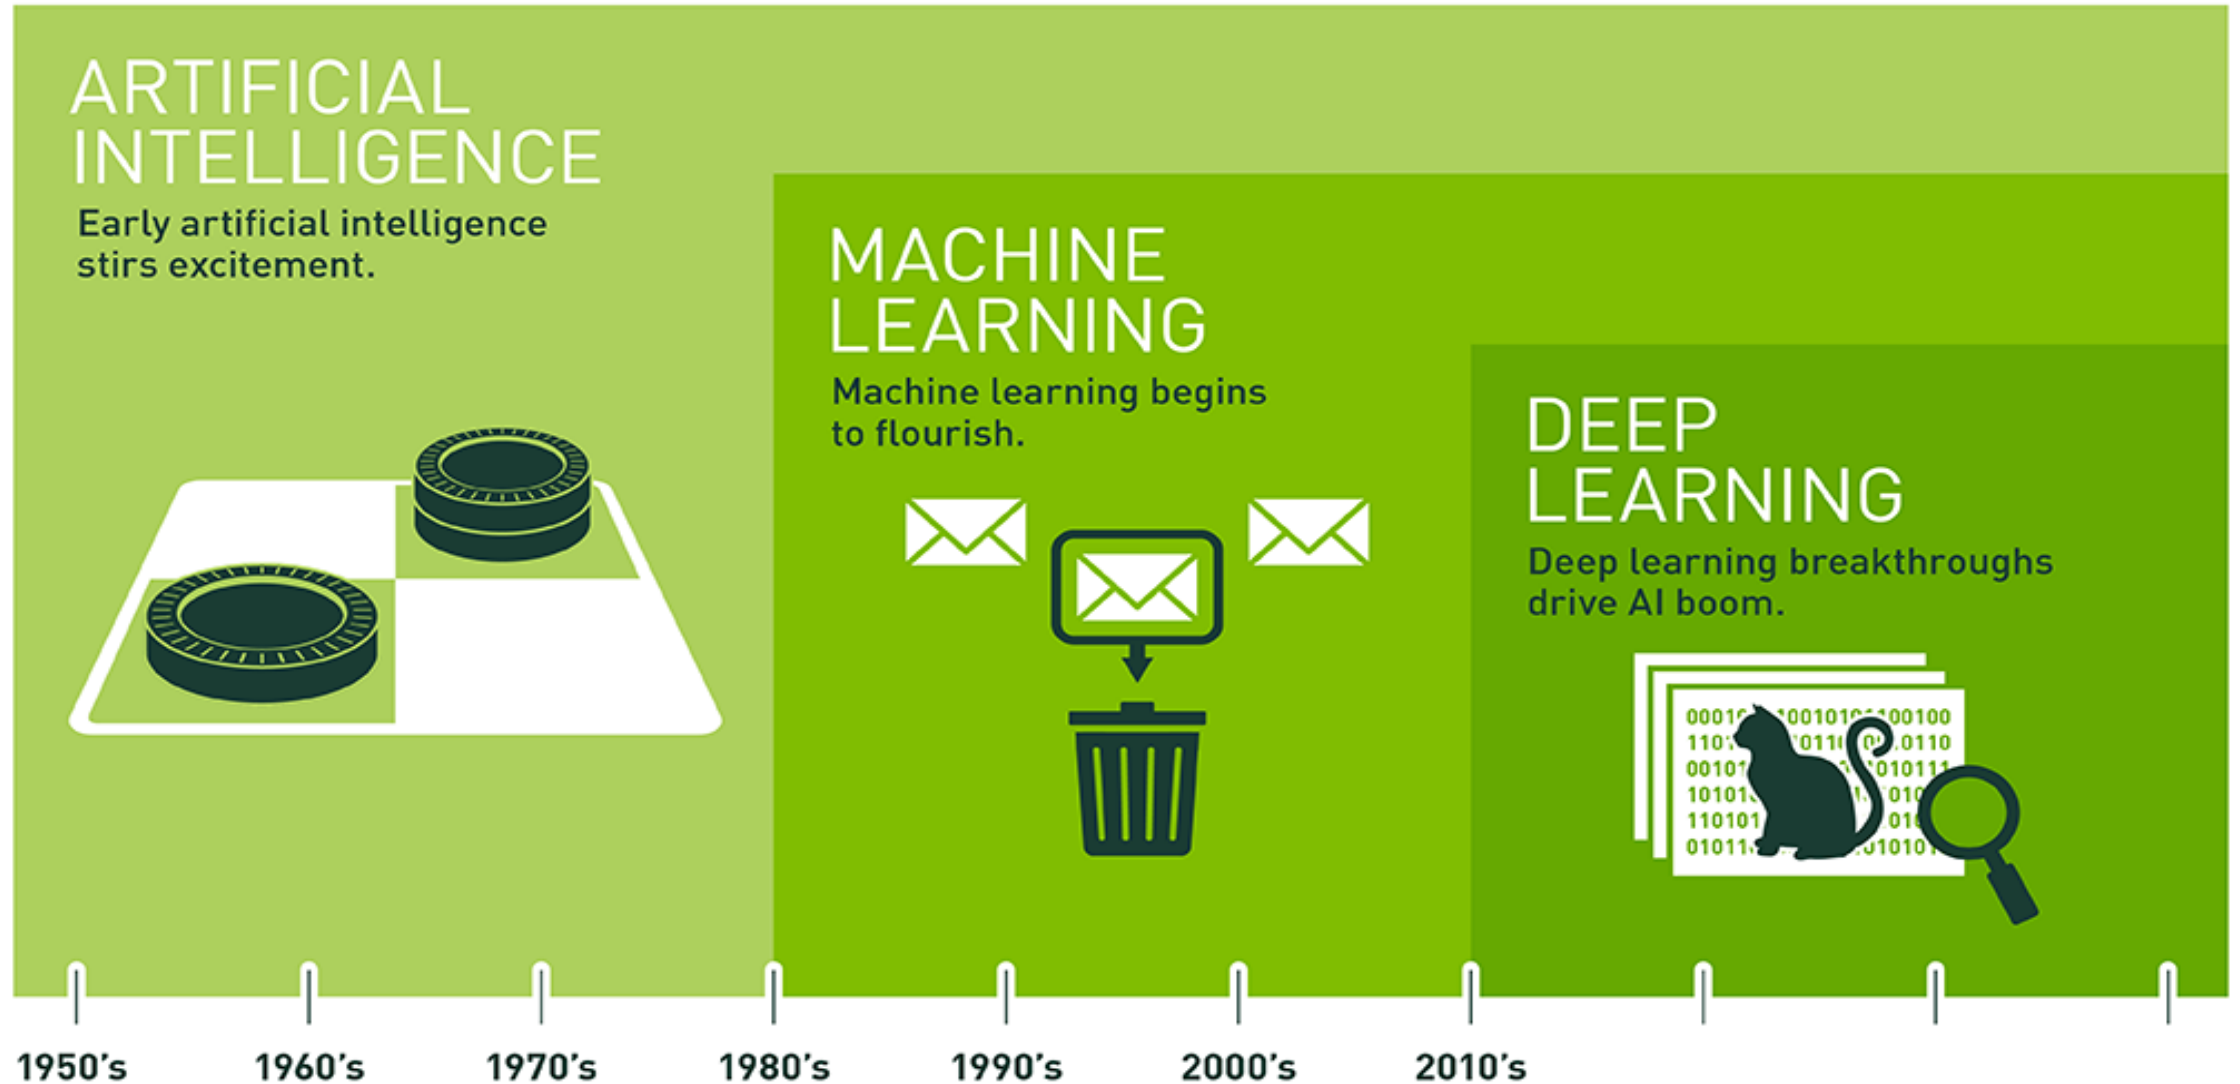 ARTIFICIAL
INTELLIGENCE
Early artificial intelligence
stirs excitement.
MACHINE
LEARNING
Machine learning begins
to flourish.
DEEP
LEARNING
Deep learning breakthroughs
drive AI boom.
1950's
1960's
1970's
1980's
1990's
2000's
2010's